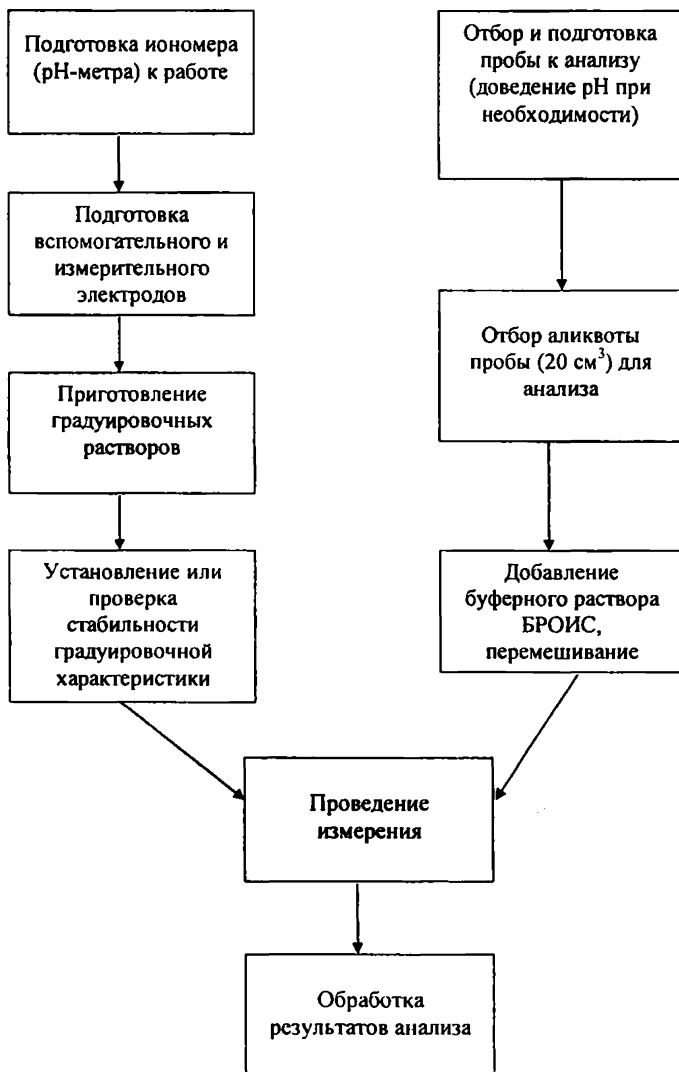 Подготовка иономера
(рН-метра) к работе
Подготовка
вспомогательного и
измерительного
электродов
Приготовление
градуировочных
растворов
Установление или
проверка
стабильности
градуировочной
характеристики
Отбор и подготовка
пробы к анализу
(доведение рН при
необходимости)
Отбор аликвоты
пробы (20 см³) для
анализа
Добавление
буферного раствора
БРОИС,
перемешивание
Проведение
измерения
Обработка
результатов анализа